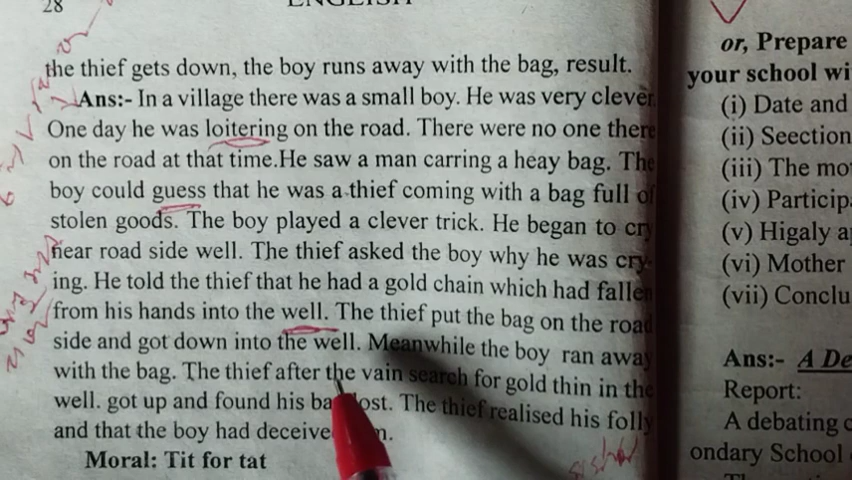 28
ENGLISH
the thief gets down, the boy runs away with the bag, result.
Ans:- In a village there was a small boy. He was very clever
One day he was loitering on the road. There were no one there
on the road at that time.He saw a man carring a heay bag. The
boy could guess that he was a thief coming with a bag full of
stolen goods. The boy played a clever trick. He began to cry
near road side well. The thief asked the boy why he was cry-
ing. He told the thief that he had a gold chain which had fallen
from his hands into the well. The thief put the bag on the road
side and got down into the well. Meanwhile the boy ran away
with the bag. The thief after the vain search for gold thin in the
well. got up and found his lost. The thief realised his folly
and that the boy had
Moral: Tit for tat
or, Prepare
your school wi
(i) Date and
(ii) Seection
(iii) The mo
(iv) Particip
(v) Higaly a
(vi) Mother
(vii) Conclu
Ans:- A De
Report:
A debating
ondary School